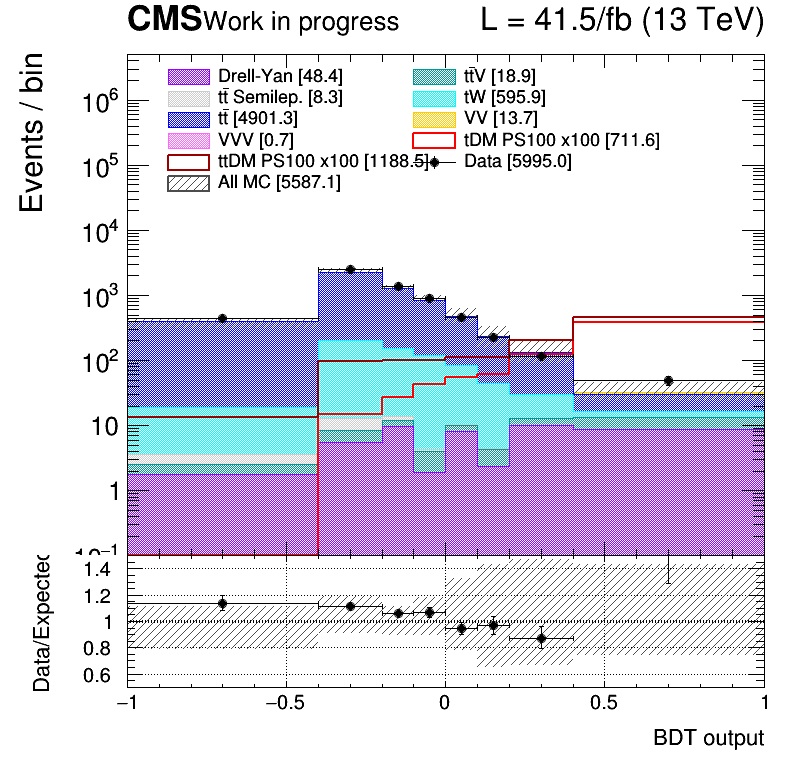 CMS Work in progress L = 41.5/fb (13 TeV)
Events / bin
Drell-Yan [48.4] tt̄V [18.9]
tt̄ Semilep. [8.3] tW [595.9]
tt̄ [4901.3] VV [13.7]
VVV [0.7] tDM PS100 x100 [711.6]
ttDM PS100 x100 [1188.5] Data [5995.0]
All MC [5587.1]
10⁶
10⁵
10⁴
10³
10²
10
1
10⁻¹
Data/Expected
1.4
1.2
1
0.8
0.6
−1 −0.5 0 0.5 1
BDT output